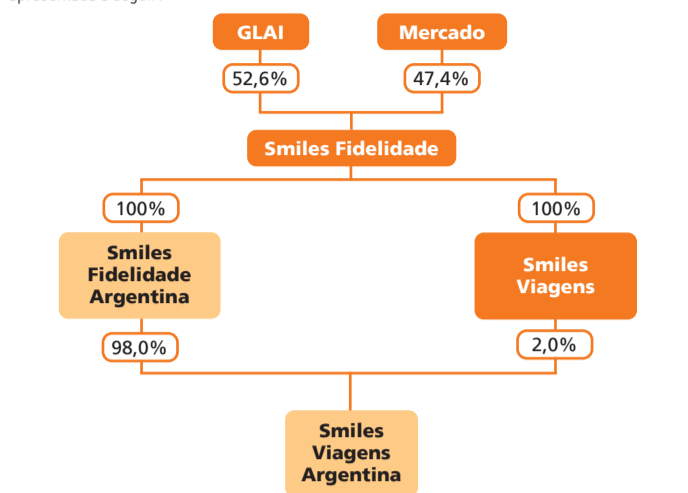 GLAI
Mercado
52,6%
47,4%
Smiles Fidelidade
100%
100%
Smiles
Fidelidade
Argentina
Smiles
Viagens
98,0%
2,0%
Smiles
Viagens
Argentina